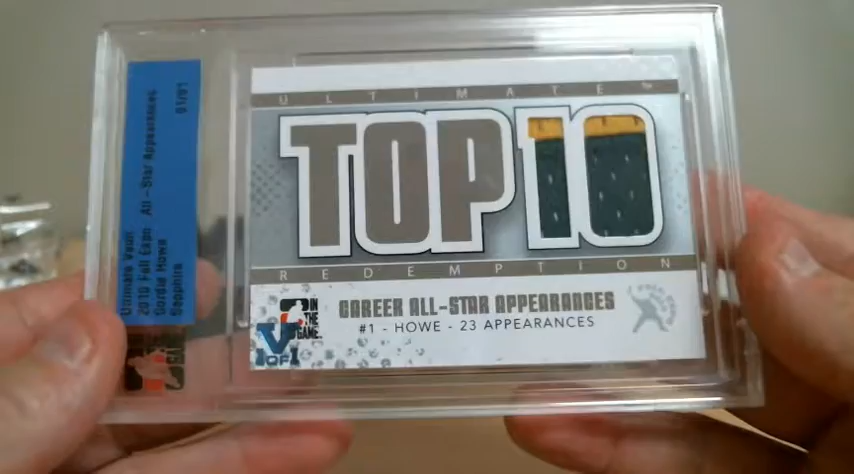 Ultimate Vault
2010 Fall Expo All-Star Appearances
Gordie Howe
Sapphire 01/01
ULTIMATE
TOP 10
REDEMPTION
IN THE GAME
V
1 OF 1
CAREER ALL-STAR APPEARANCES
#1 - HOWE - 23 APPEARANCES